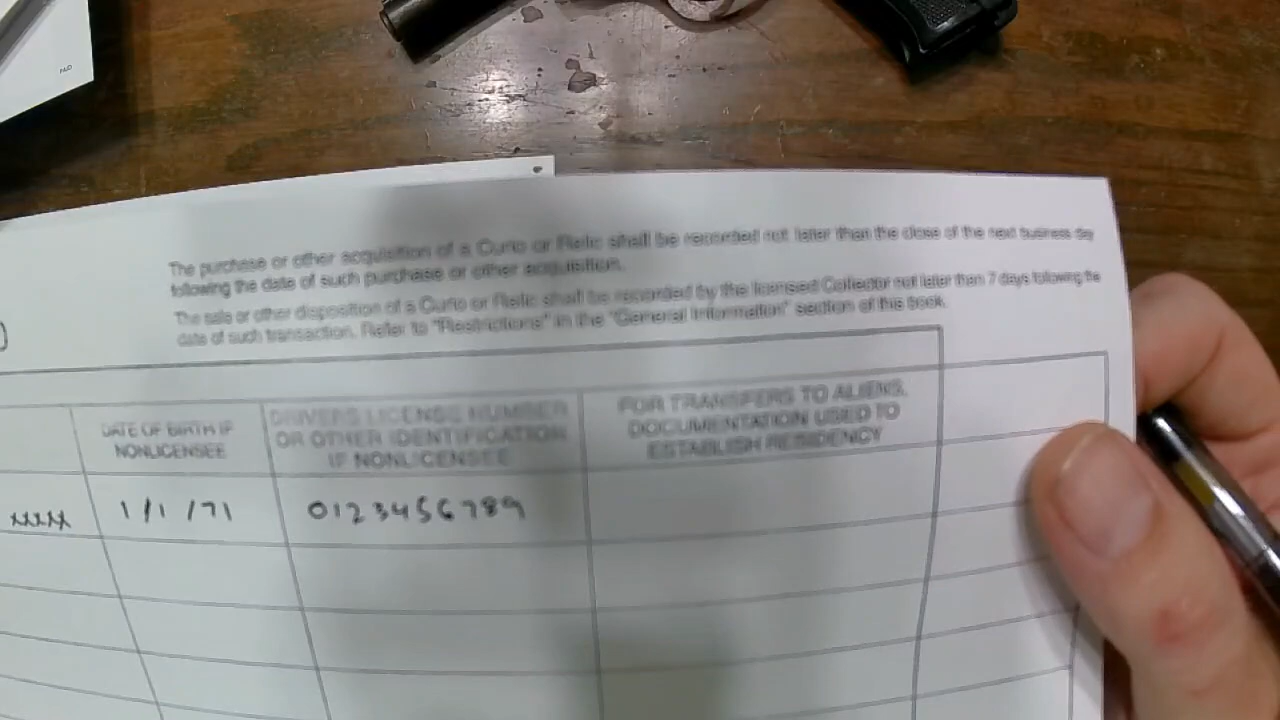 PAID
The purchase or other acquisition of a Curio or Relic shall be recorded not later than the close of the next business day
following the date of such purchase or other acquisition.
The sale or other disposition of a Curio or Relic shall be recorded by the licensed Collector not later than 7 days following the
date of such transaction. Refer to "Restrictions" in the "General Information" section of this book.
)
DATE OF BIRTH IF
NONLICENSEE
DRIVERS LICENSE NUMBER
OR OTHER IDENTIFICATION
IF NONLICENSEE
FOR TRANSFERS TO ALIENS,
DOCUMENTATION USED TO
ESTABLISH RESIDENCY
xxxxx
1/1/71
0123456789